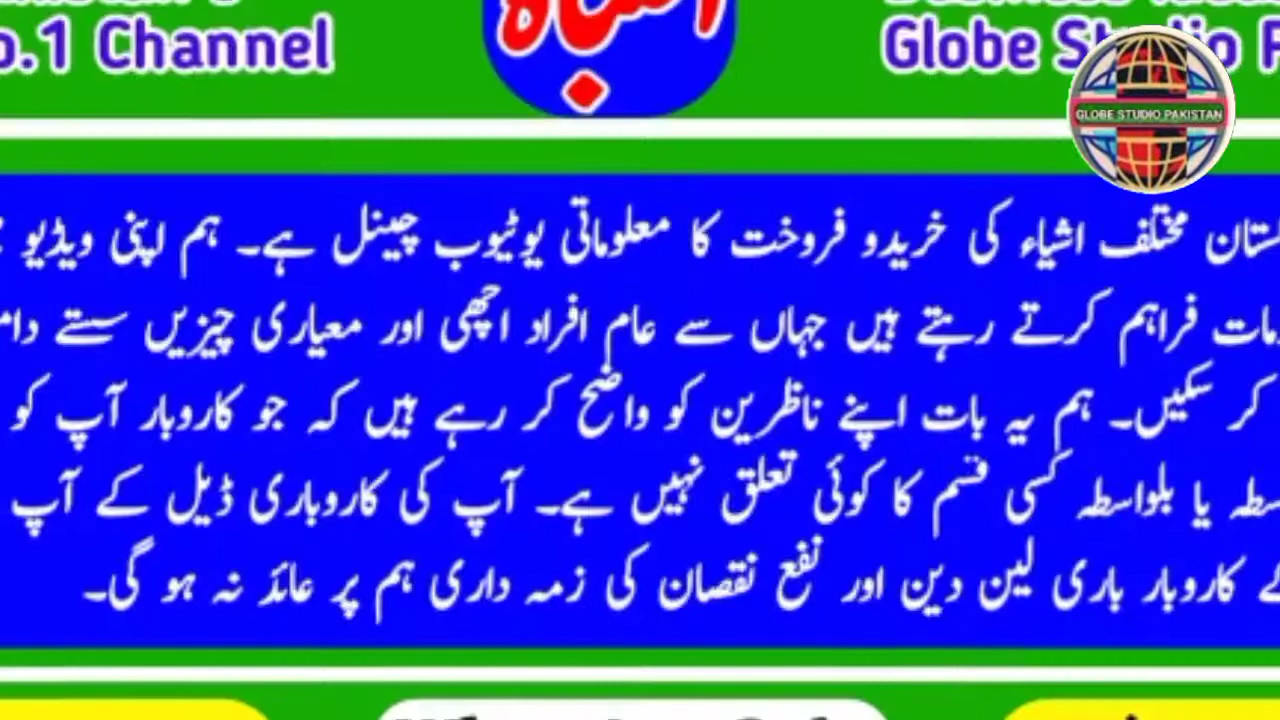 No.1 Channel
انتباہ
Globe Studio
GLOBE STUDIO PAKISTAN
مختلف اشیاء کی خریدو فروخت کا معلوماتی یوٹیوب چینل ہے۔ ہم اپنی ویڈیو
فراہم کرتے رہتے ہیں جہاں سے عام افراد اچھی اور معیاری چیزیں سستے
کر سکیں۔ ہم یہ بات اپنے ناظرین کو واضح کر رہے ہیں کہ جو کاروبار آپ کو
یا بلواسطہ کسی قسم کا کوئی تعلق نہیں ہے۔ آپ کی کاروباری ڈیل کے آپ
کاروبار باری لین دین اور نفع نقصان کی زمہ داری ہم پر عائد نہ ہو گی۔